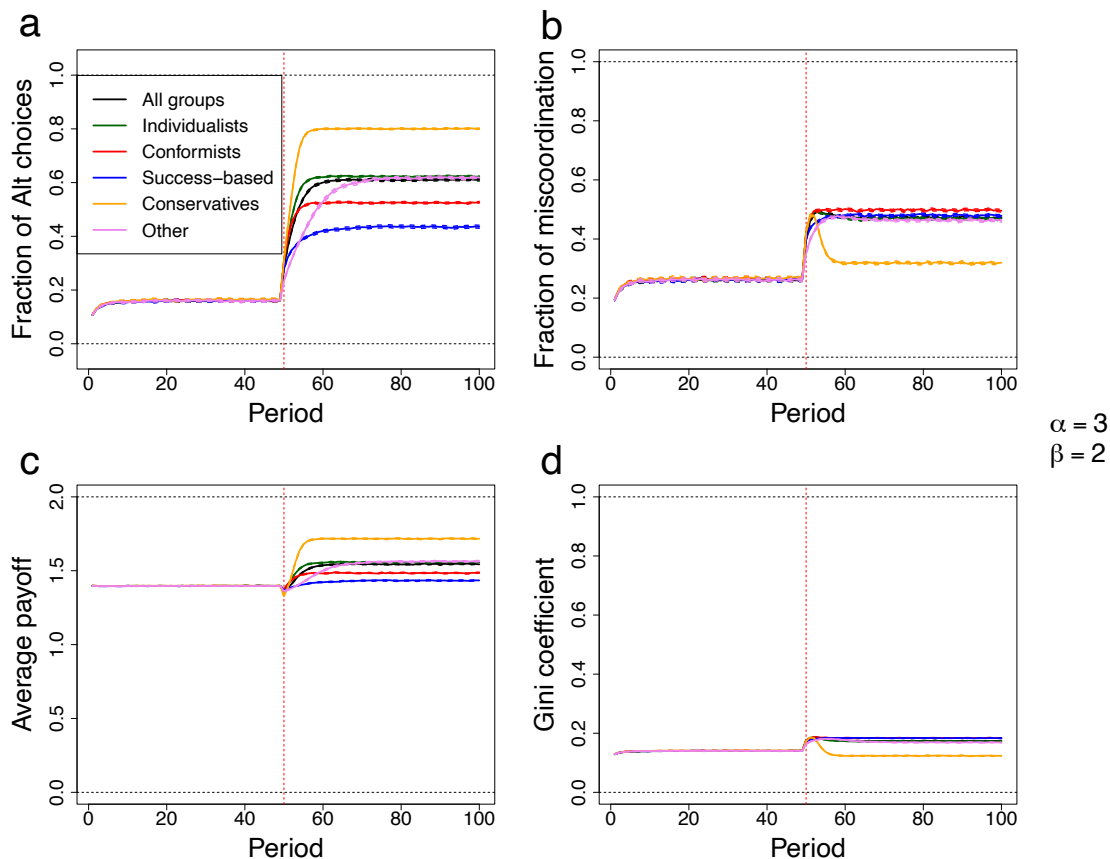 a
Fraction of Alt choices
1.0
0.8
0.6
0.4
0.2
0.0
All groups
Individualists
Conformists
Success−based
Conservatives
Other
0 20 40 60 80 100
Period
b
Fraction of miscoordination
1.0
0.8
0.6
0.4
0.2
0.0
0 20 40 60 80 100
Period
α = 3
β = 2
c
Average payoff
2.0
1.5
1.0
0.5
0.0
0 20 40 60 80 100
Period
d
Gini coefficient
1.0
0.8
0.6
0.4
0.2
0.0
0 20 40 60 80 100
Period